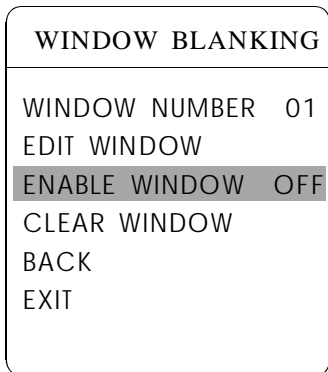 WINDOW BLANKING
WINDOW NUMBER 01
EDIT WINDOW
ENABLE WINDOW OFF
CLEAR WINDOW
BACK
EXIT